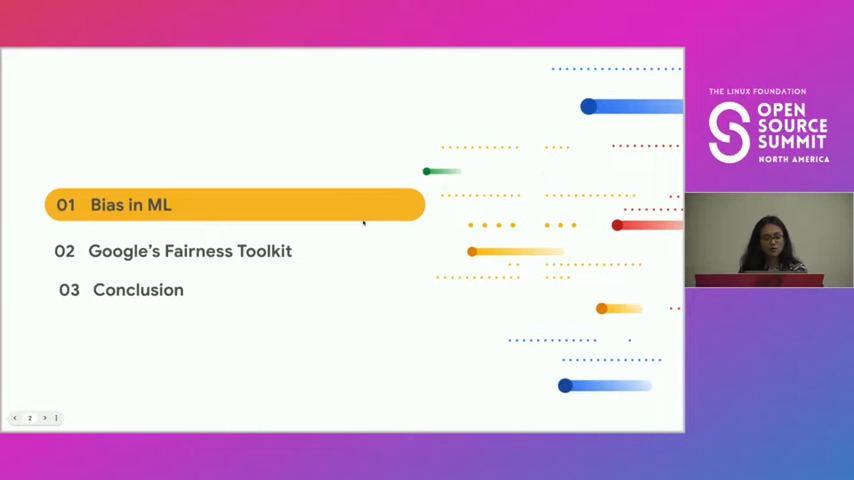 01 Bias in ML
02 Google's Fairness Toolkit
03 Conclusion
2
THE LINUX FOUNDATION
OPEN
SOURCE
SUMMIT
NORTH AMERICA